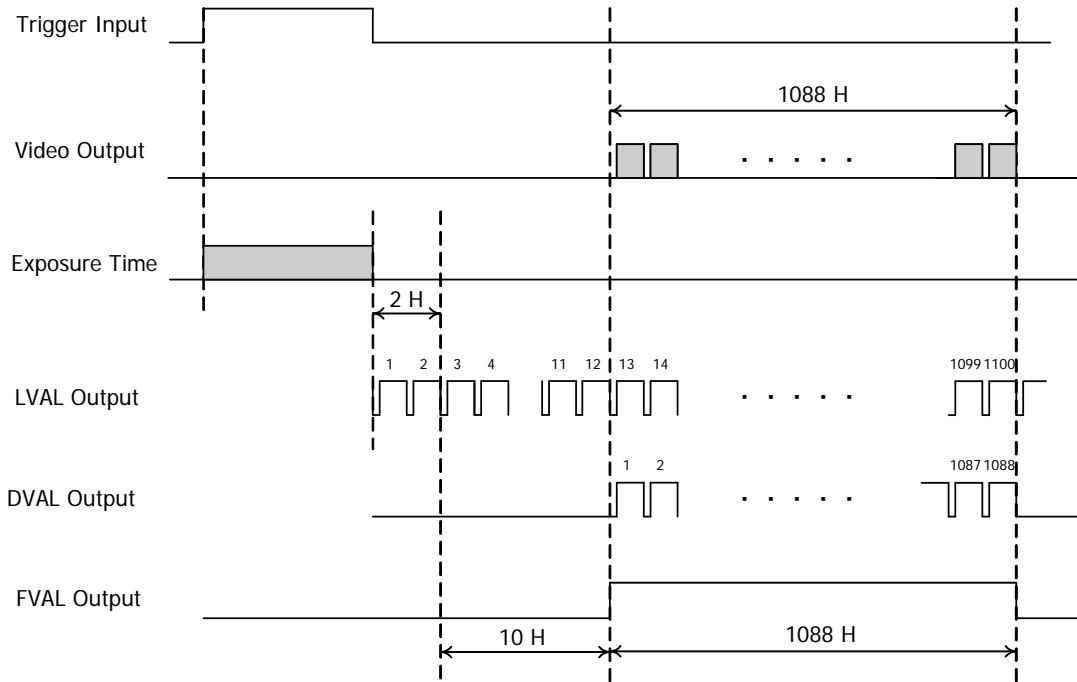 Trigger Input
1088 H
Video Output
Exposure Time
2 H
1 2 3 4 11 12 13 14 1099 1100
LVAL Output
1 2 1087 1088
DVAL Output
FVAL Output
10 H 1088 H